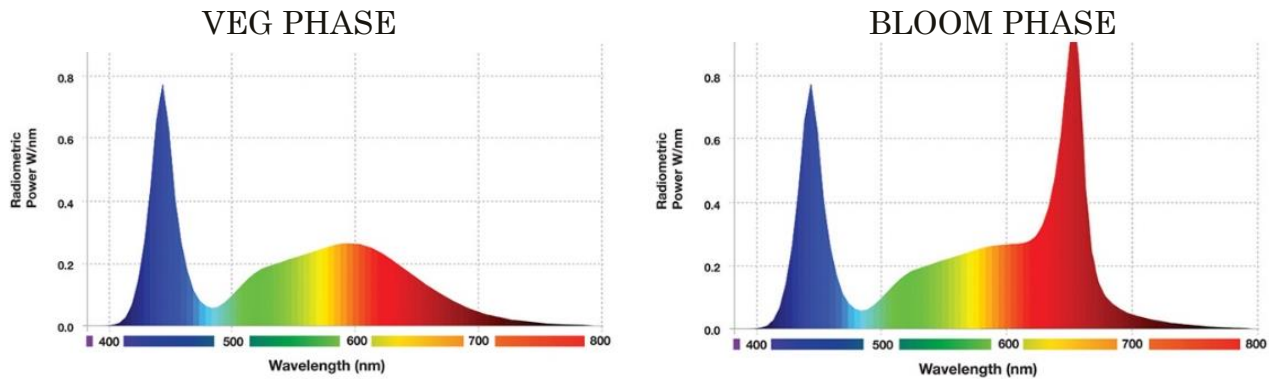 VEG PHASE
0.8
0.6
0.4
0.2
0.0
Radiometric
Power W/nm
400 500 600 700 800
Wavelength (nm)
BLOOM PHASE
0.8
0.6
0.4
0.2
0.0
Radiometric
Power W/nm
400 500 600 700 800
Wavelength (nm)